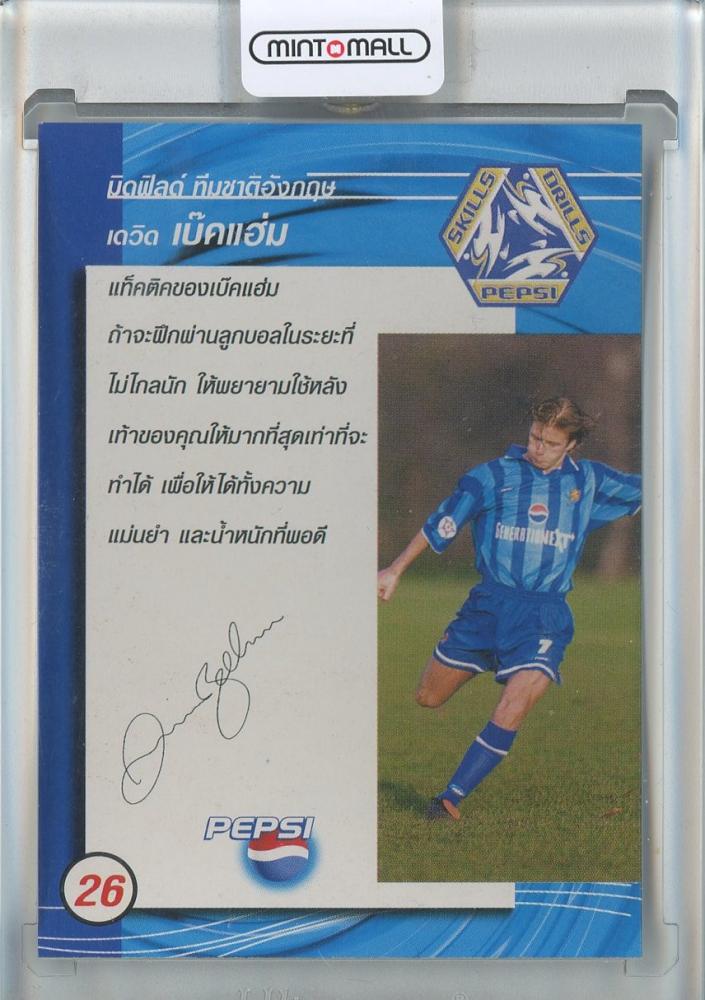 MINT MALL
มิดฟิลด์ ทีมชาติอังกฤษ
เดวิด เบ๊คแฮ่ม
SKILLS
DRILLS
PEPSI
แท็คติคของเบ๊คแฮ่ม
ถ้าจะฝึกผ่านลูกบอลในระยะที่
ไม่ไกลนัก ให้พยายามใช้หลัง
เท้าของคุณให้มากที่สุดเท่าที่จะ
ทำได้ เพื่อให้ได้ทั้งความ
แม่นยำ และน้ำหนักที่พอดี
GENERATIONEXT
7
PEPSI
26